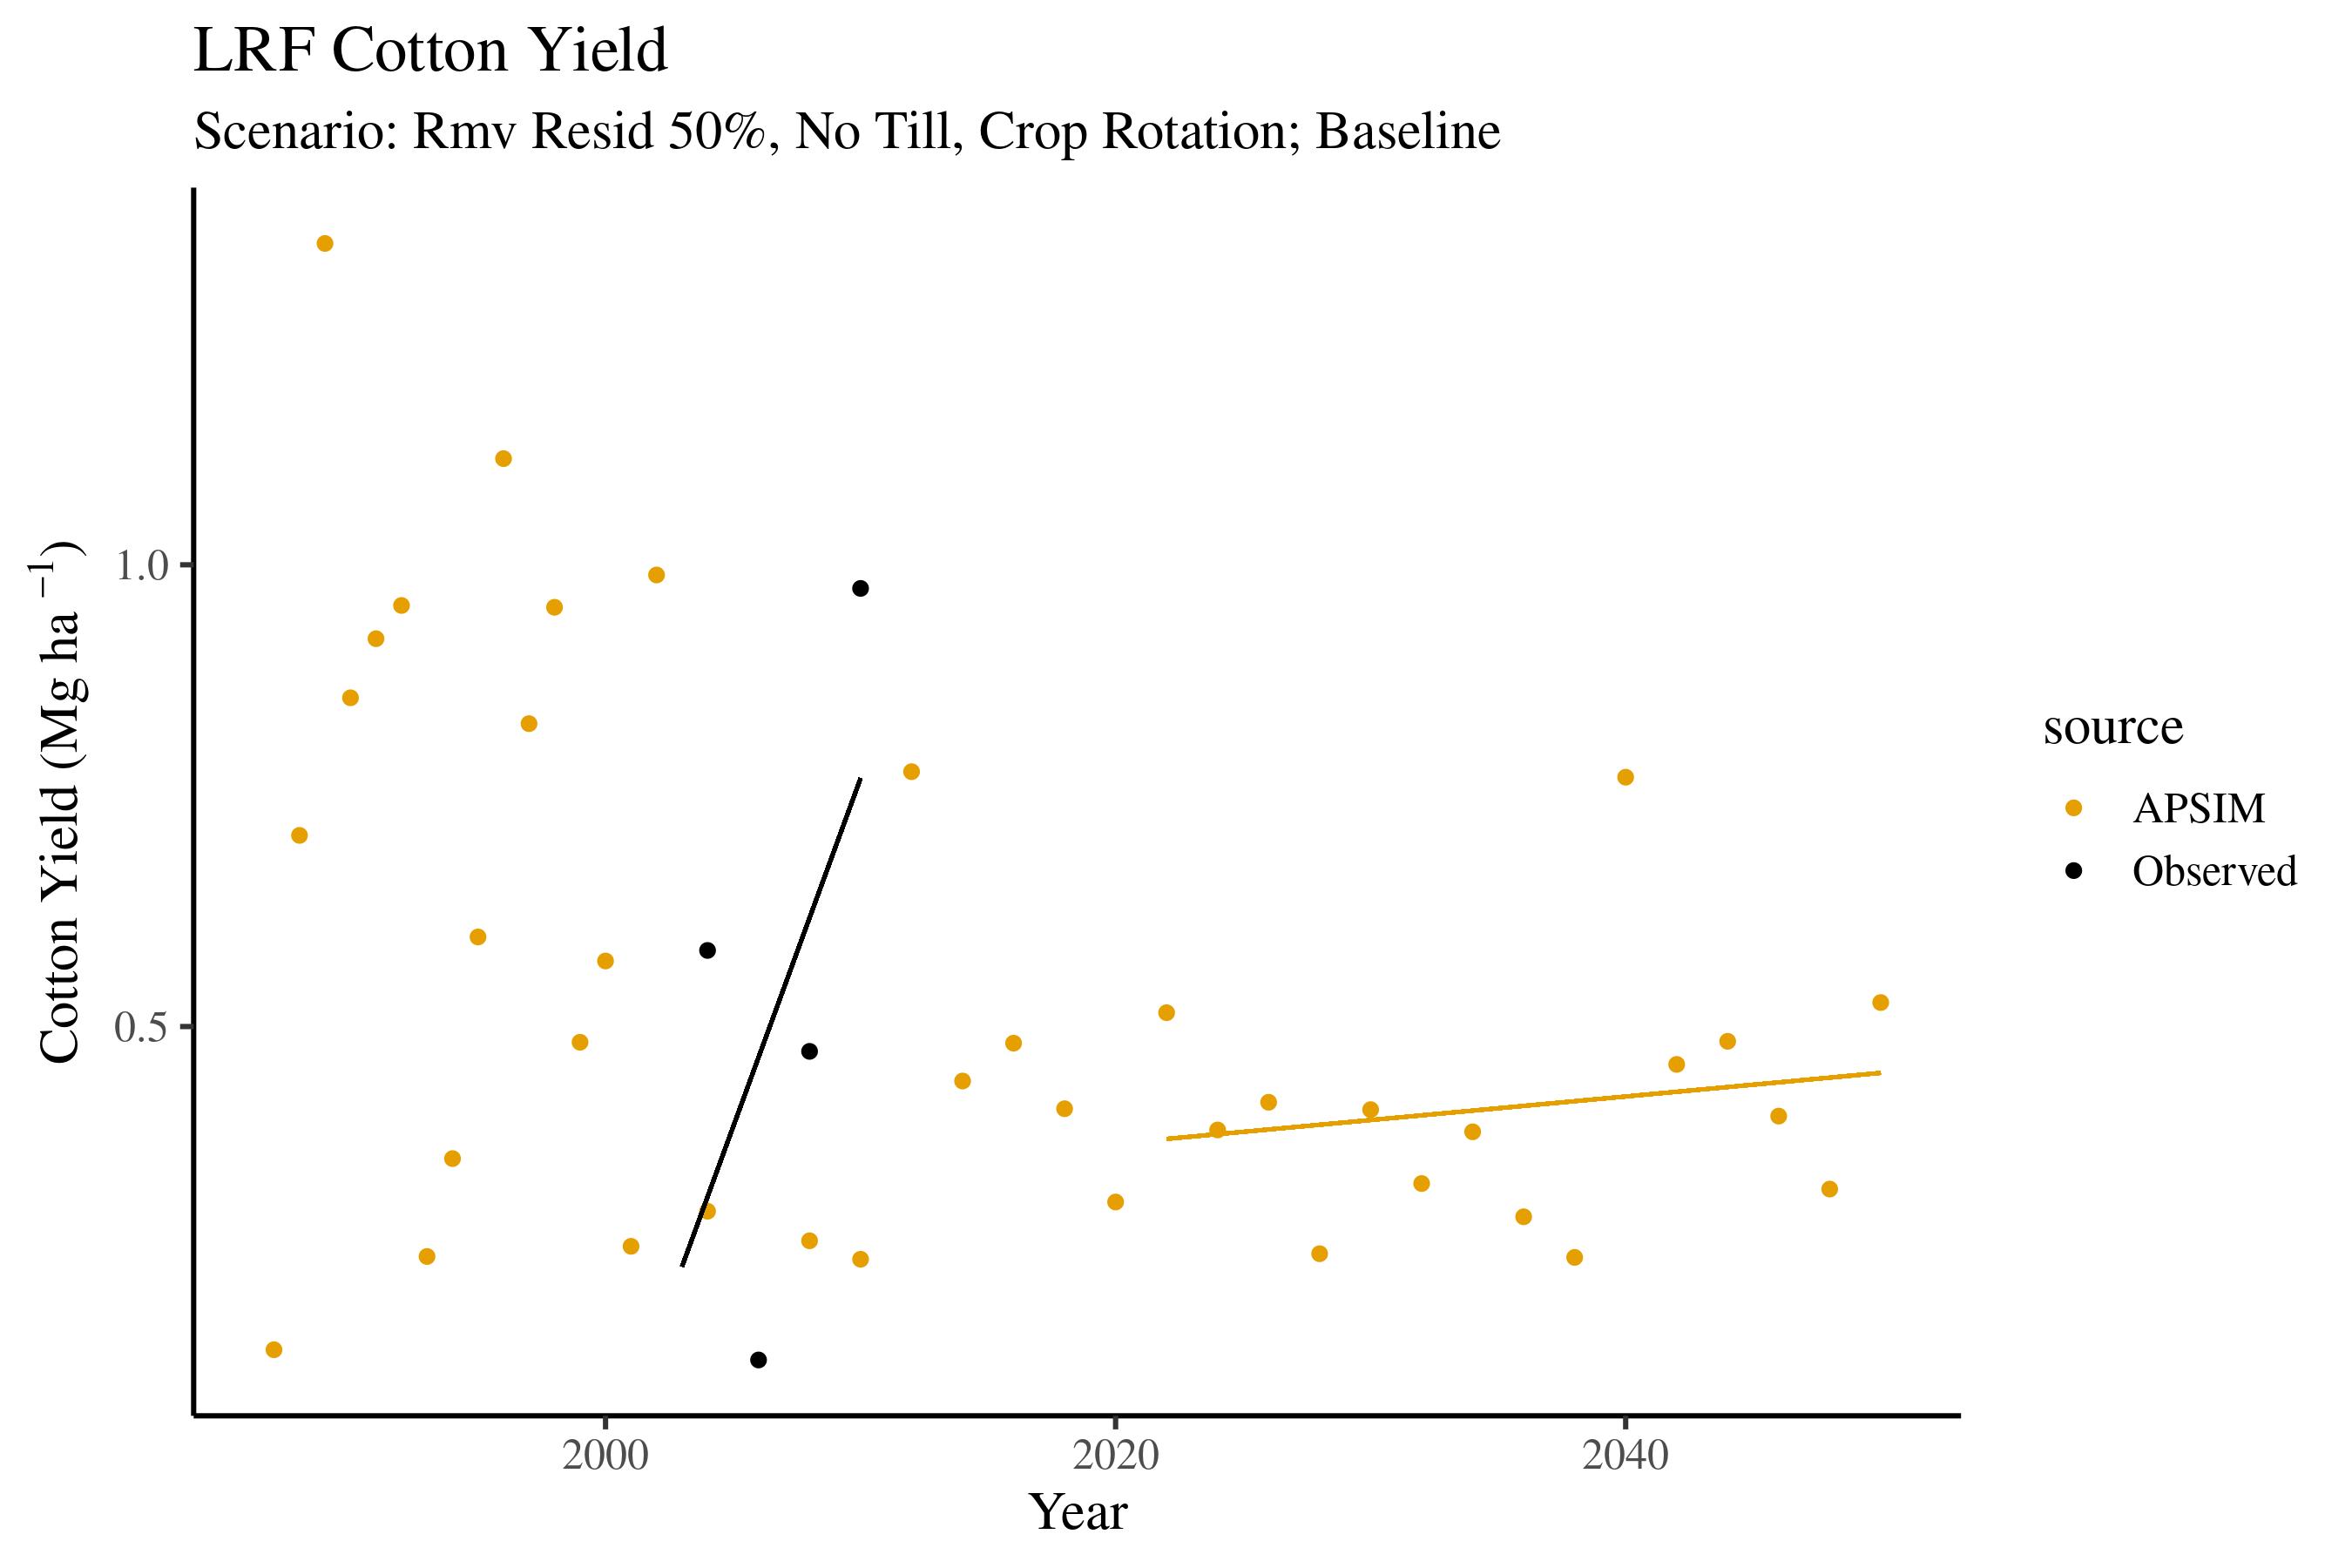 LRF Cotton Yield
Scenario: Rmv Resid 50%, No Till, Crop Rotation; Baseline
Cotton Yield (Mg ha −1)
1.0
0.5
2000
2020
2040
Year
source
APSIM
Observed